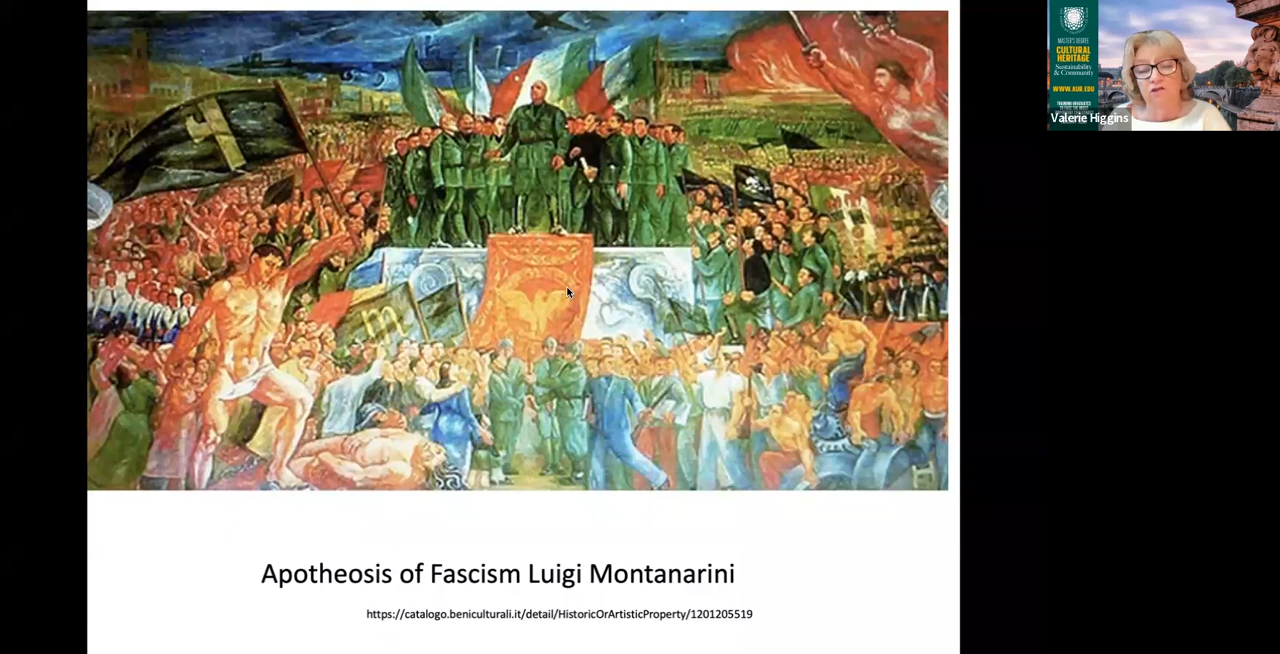 Apotheosis of Fascism Luigi Montanarini
https://catalogo.beniculturali.it/detail/HistoricOrArtisticProperty/1201205519
MASTER'S DEGREE
CULTURAL
HERITAGE
Sustainability
& Community
WWW.AUR.EDU
Valerie Higgins